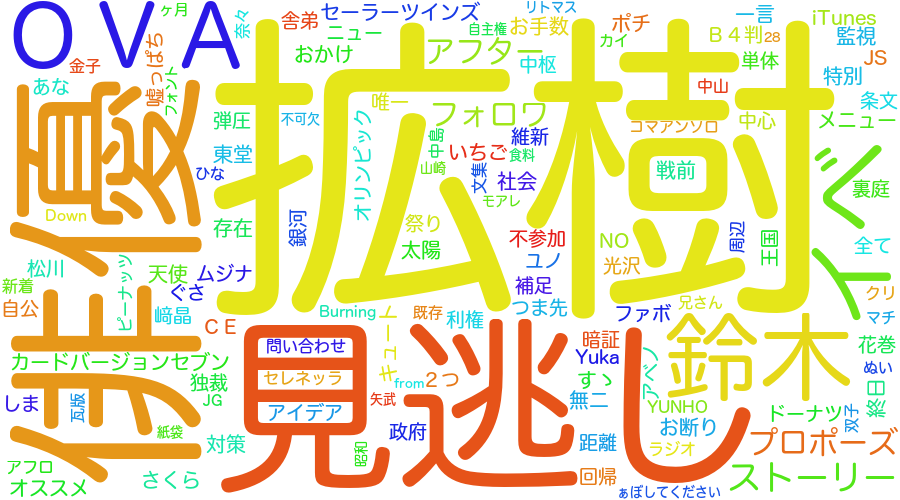 OVA
奈々
ヶ月
舎弟
セーラーツインズ
リトマス
自主権
お手数
カイ
ポチ
一言
iTunes
B4判
28
監視
ニュー
おかけ
アフター
中枢
単体
JS
特別
金子
嘘っぱち
フォント
あな
唯一
フォロワ
中山
条文
メニュー
弾圧
不可欠
コマアンソロ
中心
東堂
ひな
オリンピック
中島
維新
いちご
食料
山崎
文集
社会
モアレ
戦前
裏庭
拡樹
イベ
憂
Down
存在
銀河
祭り
太陽
不参加
NO
周辺
王国
全て
松川
天使
ムジナ
ユノ
光沢
新着
ぐさ
ピーナッツ
補足
クリ
自公
崎晶
Burning
既存
つま先
ファボ
兄さん
マチ
CE
利権
キュート
鈴木
花巻
俳
カードバージョンセブン
問い合わせ
暗証
Yuka
ぬい
独裁
セレネッラ
from
2つ
すゝ
アベノ
終日
JG
しま
瓦版
アイデア
矢武
無二
YUNHO
ドーナツ
双子
見逃し
紙袋
政府
お断り
対策
昭和
距離
ラジオ
プロポーズ
アフロ
オススメ
さくら
回帰
ぁぼしてください
ストーリー